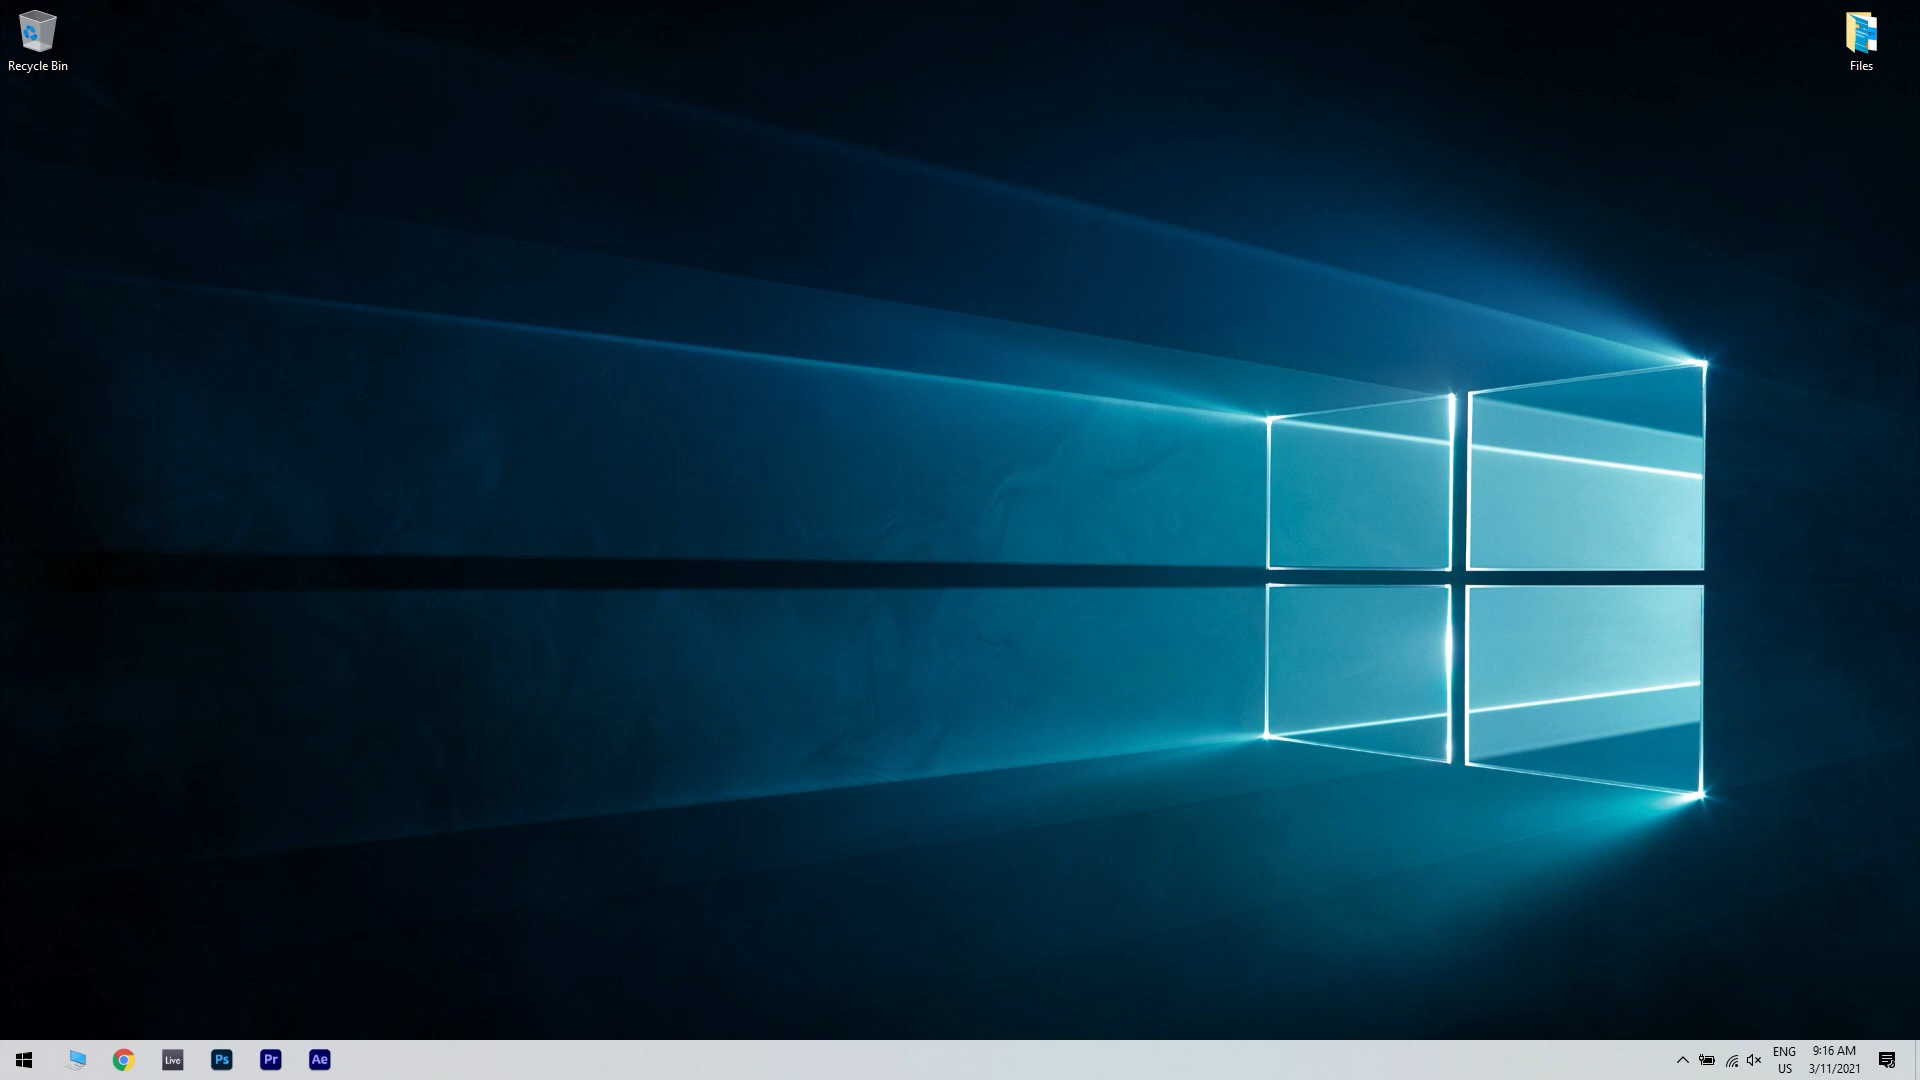 Recycle Bin
Files
Live
Ps
Pr
Ae
ENG
US
9:16 AM
3/11/2021